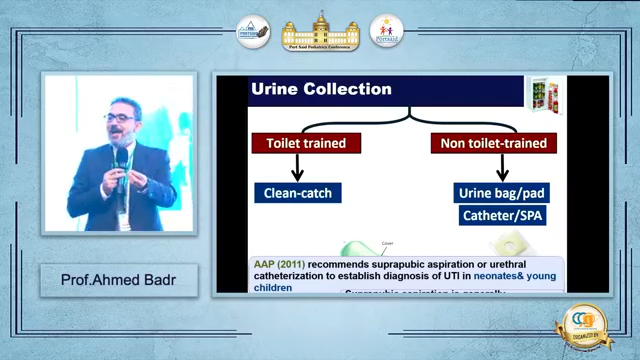 Port Said Pediatrics Conference
Urine Collection
Toilet trained
Non toilet-trained
Clean-catch
Urine bag/pad
Catheter/SPA
Cover
AAP (2011) recommends suprapubic aspiration or urethral
catheterization to establish diagnosis of UTI in neonates& young
children
Suprapubic aspiration is generally
Prof.Ahmed Badr
ORGANIZED BY